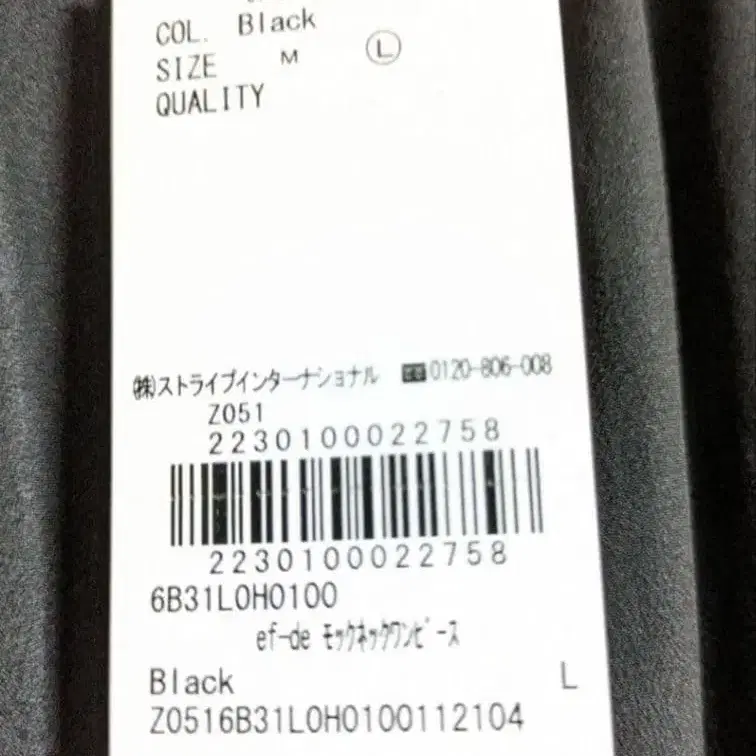 COL. Black
SIZE M Ⓛ
QUALITY
㈱ストライプインターナショナル 0120-806-008
Z051
2230100022758
2230100022758
6B31L0H0100
ef-de ﾓｯｸﾈｯｸﾜﾝﾋﾟｰｽ
Black L
Z0516B31L0H0100112104